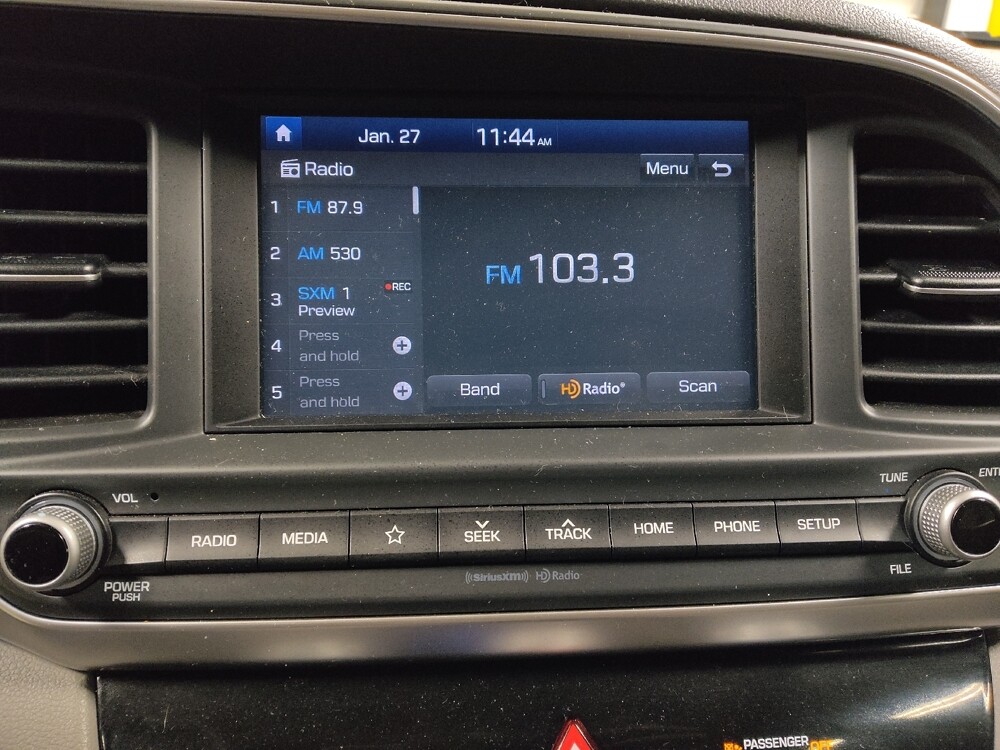 Jan. 27 11:44 AM
Radio Menu
1 FM 87.9
2 AM 530
3 SXM 1 REC
Preview
4 Press
and hold
5 Press
and hold
FM 103.3
Band HD Radio® Scan
VOL TUNE
RADIO MEDIA SEEK TRACK HOME PHONE SETUP
POWER
PUSH
((SiriusXM)) HD Radio
FILE
PASSENGER OFF